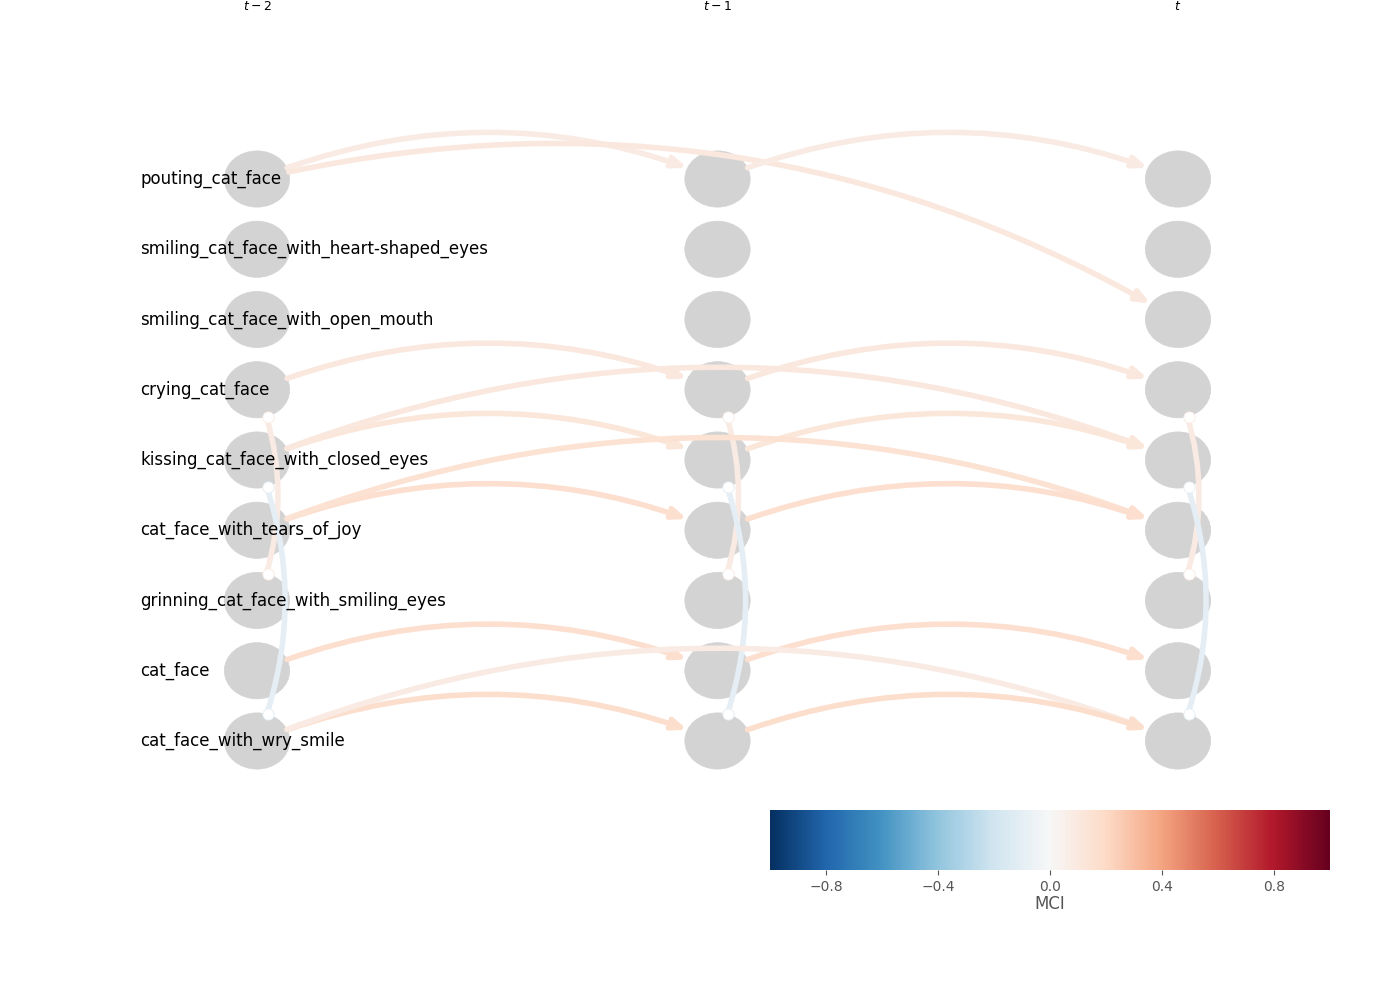 t − 2 t − 1 t
pouting_cat_face
smiling_cat_face_with_heart-shaped_eyes
smiling_cat_face_with_open_mouth
crying_cat_face
kissing_cat_face_with_closed_eyes
cat_face_with_tears_of_joy
grinning_cat_face_with_smiling_eyes
cat_face
cat_face_with_wry_smile
−0.8 −0.4 0.0 0.4 0.8
MCI